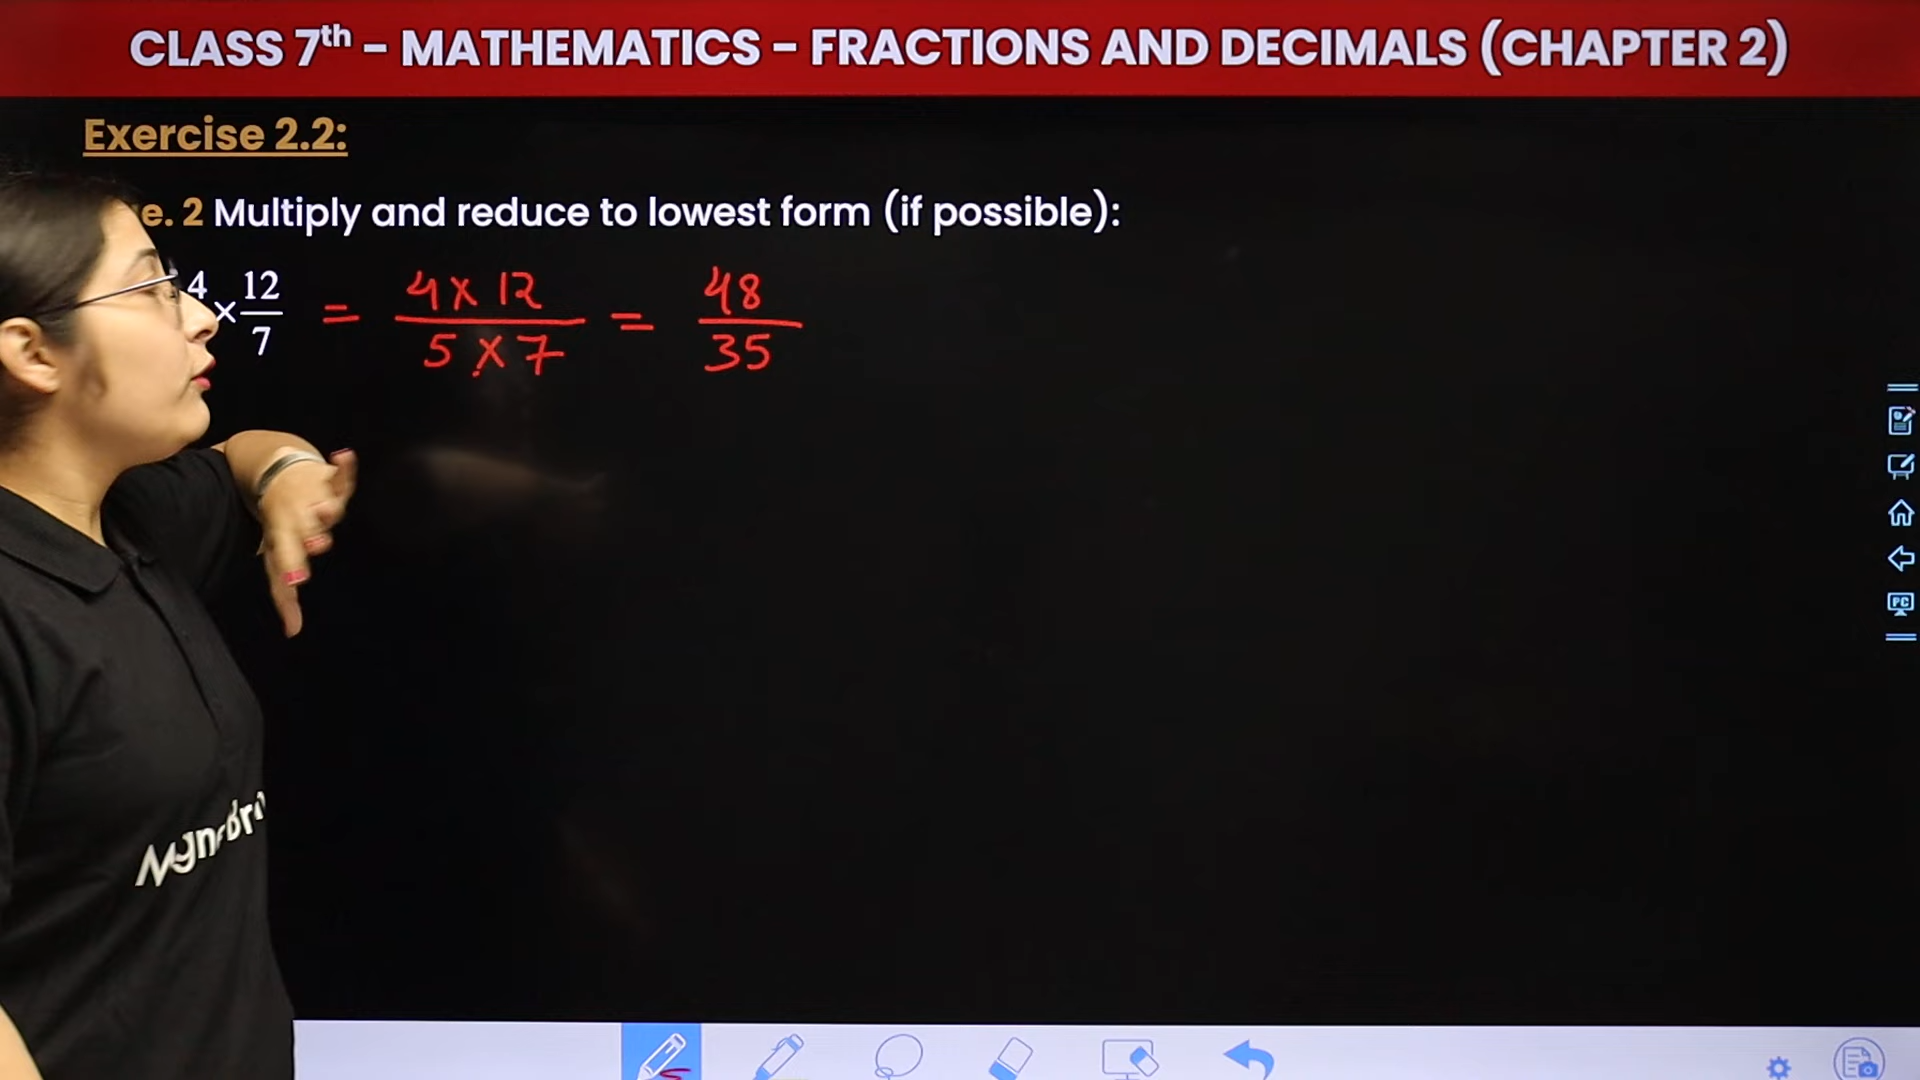 CLASS 7th – MATHEMATICS – FRACTIONS AND DECIMALS (CHAPTER 2)
Exercise 2.2:
e. 2 Multiply and reduce to lowest form (if possible):
4 × 12/7 = 4 × 12 / 5 × 7 = 48/35
PC